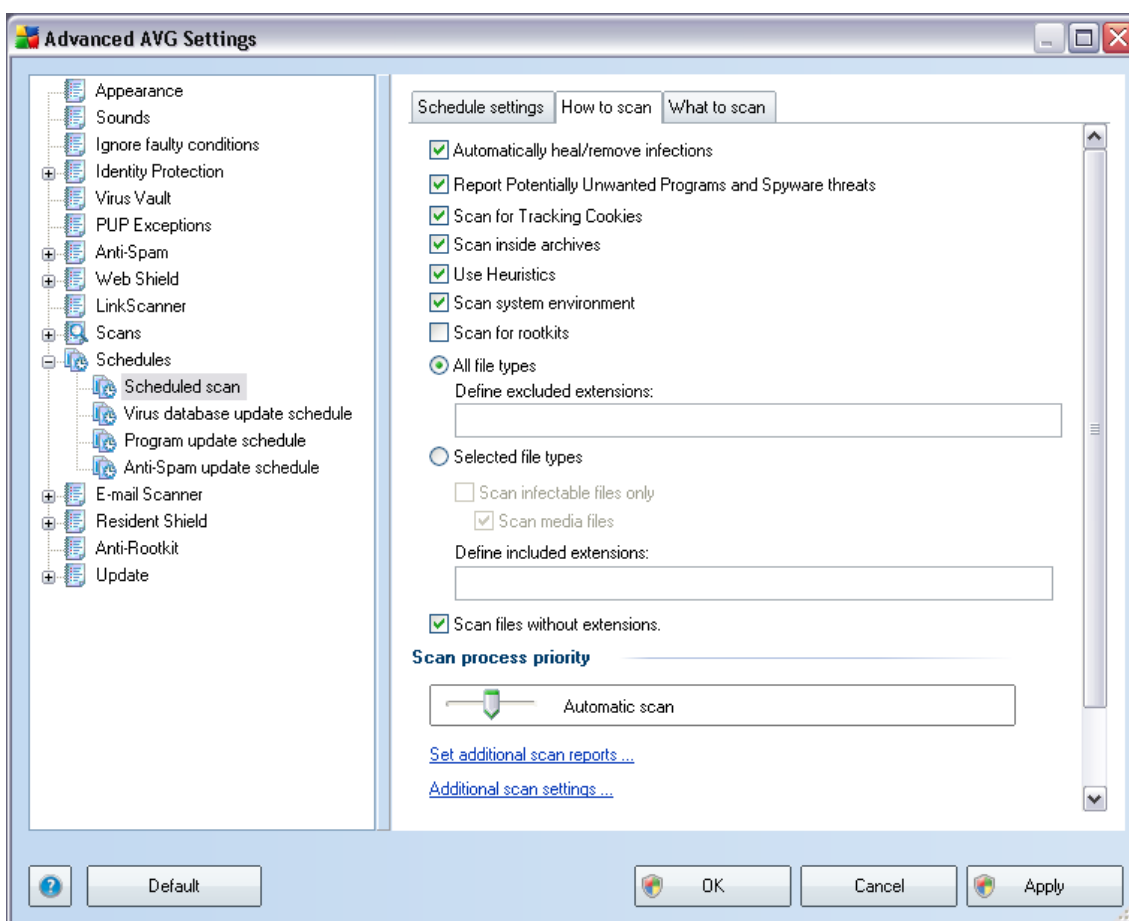 Advanced AVG Settings
Appearance
Sounds
Ignore faulty conditions
Identity Protection
Virus Vault
PUP Exceptions
Anti-Spam
Web Shield
LinkScanner
Scans
Schedules
Scheduled scan
Virus database update schedule
Program update schedule
Anti-Spam update schedule
E-mail Scanner
Resident Shield
Anti-Rootkit
Update
Schedule settings
How to scan
What to scan
Automatically heal/remove infections
Report Potentially Unwanted Programs and Spyware threats
Scan for Tracking Cookies
Scan inside archives
Use Heuristics
Scan system environment
Scan for rootkits
All file types
Define excluded extensions:
Selected file types
Scan infectable files only
Scan media files
Define included extensions:
Scan files without extensions.
Scan process priority
Automatic scan
Set additional scan reports ...
Additional scan settings ...
?
Default
OK
Cancel
Apply